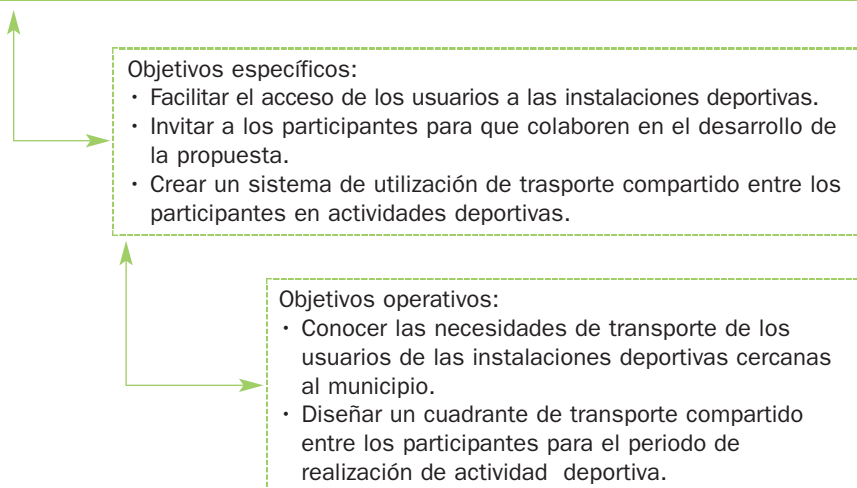 Objetivos específicos:
· Facilitar el acceso de los usuarios a las instalaciones deportivas.
· Invitar a los participantes para que colaboren en el desarrollo de
la propuesta.
· Crear un sistema de utilización de trasporte compartido entre los
participantes en actividades deportivas.
Objetivos operativos:
· Conocer las necesidades de transporte de los
usuarios de las instalaciones deportivas cercanas
al municipio.
· Diseñar un cuadrante de transporte compartido
entre los participantes para el periodo de
realización de actividad deportiva.